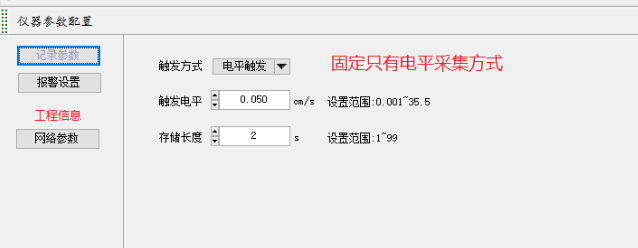 仪器参数配置
记录参数
报警设置
工程信息
网络参数
触发方式 电平触发 固定只有电平采集方式
触发电平 0.050 cm/s 设置范围:0.001~35.5
存储长度 2 s 设置范围:1~99